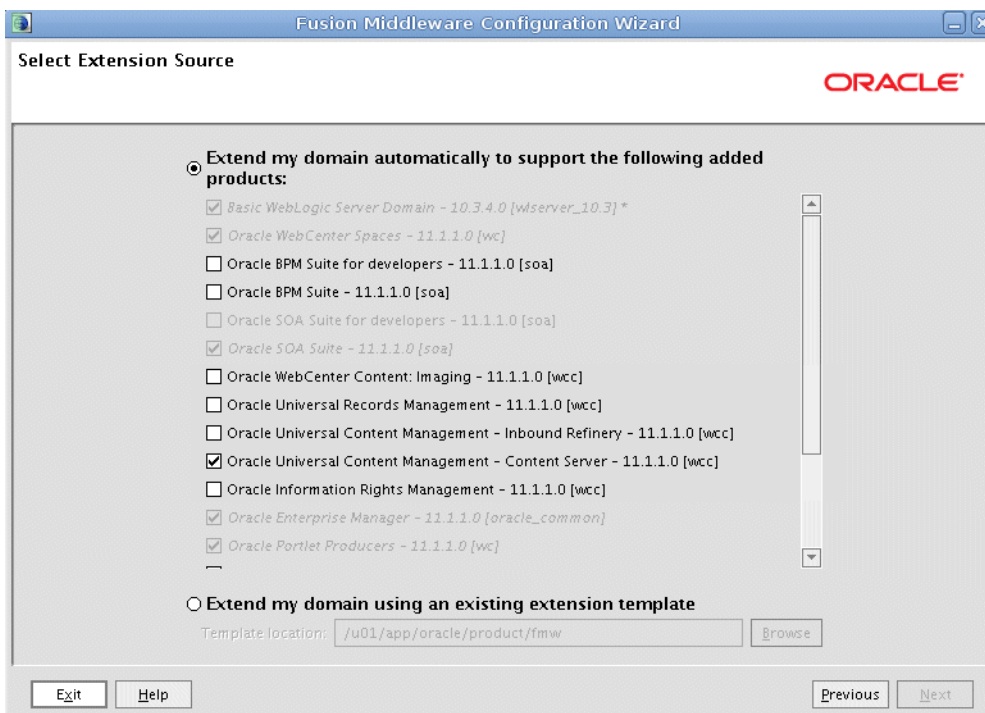 Fusion Middleware Configuration Wizard
Select Extension Source
ORACLE
Extend my domain automatically to support the following added
products:
Basic WebLogic Server Domain - 10.3.4.0 [wlserver_10.3] *
Oracle WebCenter Spaces - 11.1.1.0 [wc]
Oracle BPM Suite for developers - 11.1.1.0 [soa]
Oracle BPM Suite - 11.1.1.0 [soa]
Oracle SOA Suite for developers - 11.1.1.0 [soa]
Oracle SOA Suite - 11.1.1.0 [soa]
Oracle WebCenter Content: Imaging - 11.1.1.0 [wcc]
Oracle Universal Records Management - 11.1.1.0 [wcc]
Oracle Universal Content Management - Inbound Refinery - 11.1.1.0 [wcc]
Oracle Universal Content Management - Content Server - 11.1.1.0 [wcc]
Oracle Information Rights Management - 11.1.1.0 [wcc]
Oracle Enterprise Manager - 11.1.1.0 [oracle_common]
Oracle Portlet Producers - 11.1.1.0 [wc]
Extend my domain using an existing extension template
Template location: /u01/app/oracle/product/fmw Browse
Exit Help Previous Next